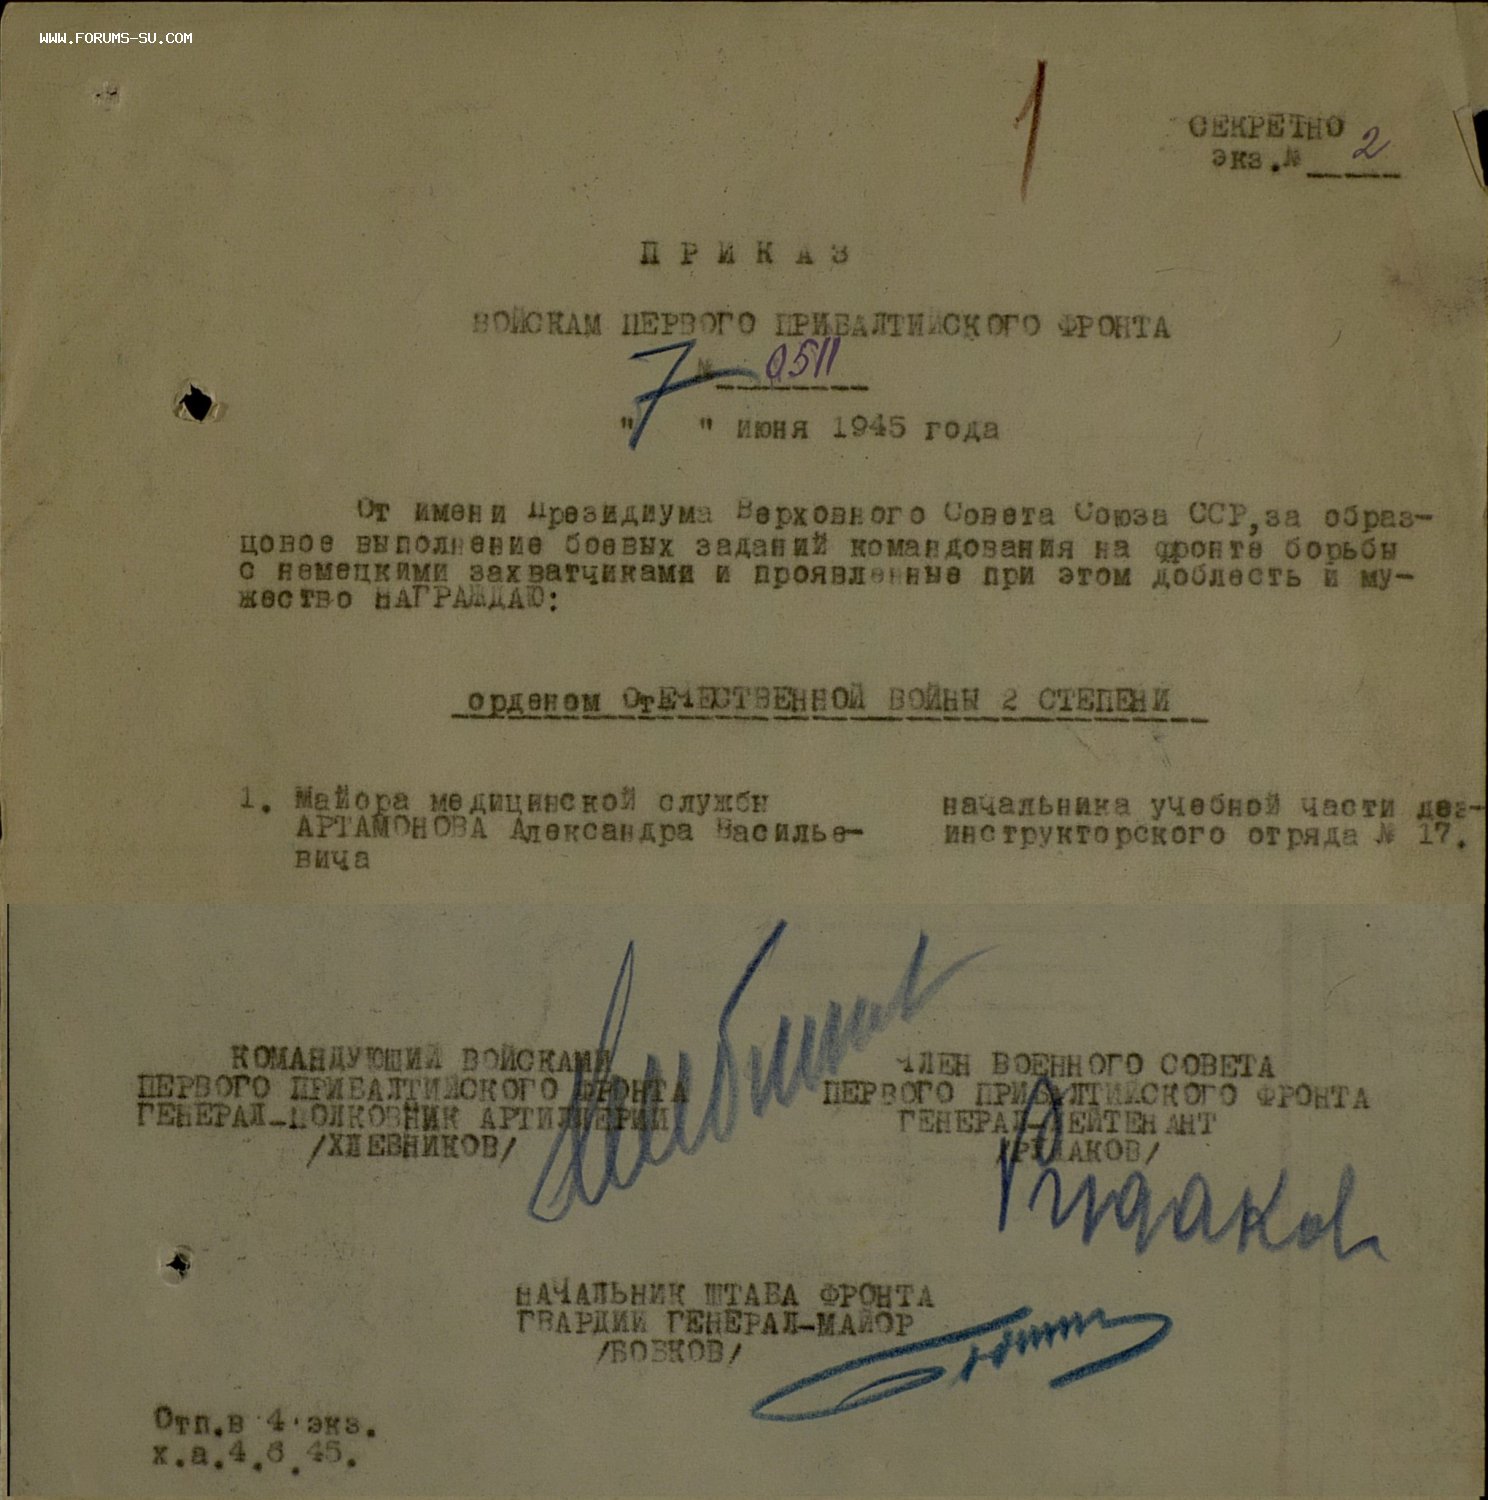 WWW.FORUMS-SU.COM
1
СЕКРЕТНО
Экз.№ 2
П Р И К А З
ВОЙСКАМ ПЕРВОГО ПРИБАЛТИЙСКОГО ФРОНТА
№ 0511
"7" июня 1945 года
От имени Президиума Верховного Совета Союза ССР, за образ-
цовое выполнение боевых заданий командования на фронте борьбы
с немецкими захватчиками и проявленные при этом доблесть и му-
жество НАГРАЖДАЮ:
орденом ОтЕЧЕСТВЕННОЙ ВОЙНЫ 2 СТЕПЕНИ
1. Майора медицинской службы начальника учебной части дез-
АРТАМОНОВА Александра Василье- инструкторского отряда № 17.
вича
КОМАНДУЮЩИЙ ВОЙСКАМИ
ПЕРВОГО ПРИБАЛТИЙСКОГО ФРОНТА
ГЕНЕРАЛ-ПОЛКОВНИК АРТИЛЛЕРИИ
/ХЛЕБНИКОВ/
ЧЛЕН ВОЕННОГО СОВЕТА
ПЕРВОГО ПРИБАЛТИЙСКОГО ФРОНТА
ГЕНЕРАЛ-ЛЕЙТЕНАНТ
/РУДАКОВ/
Рудаков
НАЧАЛЬНИК ШТАБА ФРОНТА
ГВАРДИИ ГЕНЕРАЛ-МАЙОР
/БОБКОВ/
Отп.в 4 экз.
х.а.4.6.45.